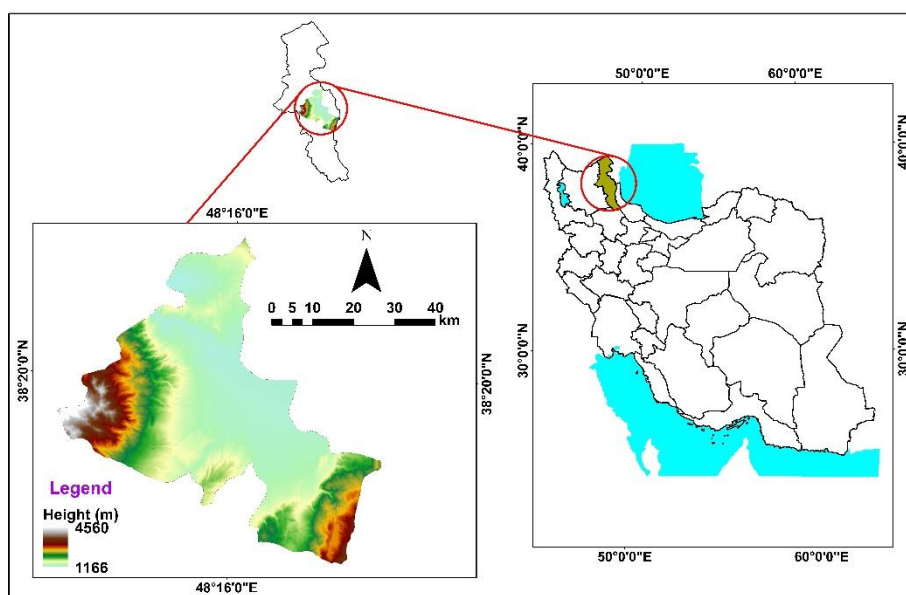 50°0'0"E 60°0'0"E
40°0'0"N 40°0'0"N
48°16'0"E
N
0 5 10 20 30 40
km
38°20'0"N 38°20'0"N
30°0'0"N 30°0'0"N
Legend
Height (m)
4560
1166
48°16'0"E
50°0'0"E 60°0'0"E